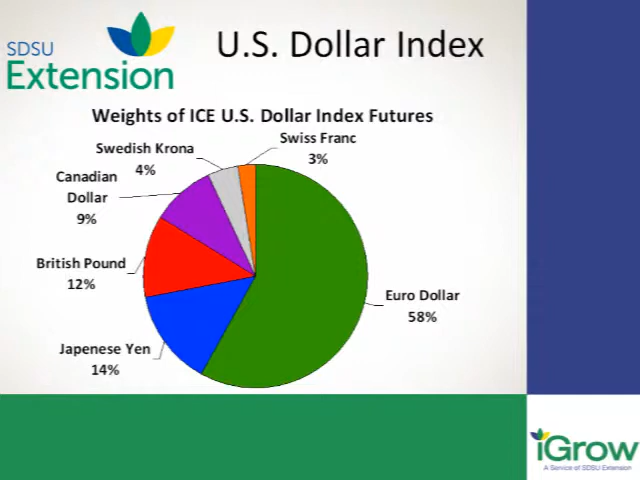 SDSU
Extension
U.S. Dollar Index
Weights of ICE U.S. Dollar Index Futures
Swiss Franc
3%
Swedish Krona
4%
Canadian
Dollar
9%
British Pound
12%
Euro Dollar
58%
Japenese Yen
14%
iGrow
A Service of SDSU Extension